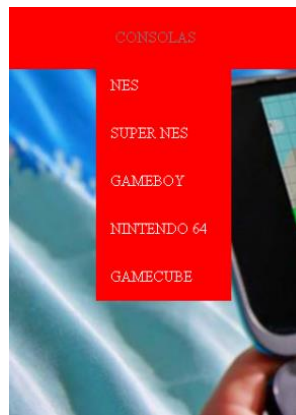 CONSOLAS
NES
SUPER NES
GAMEBOY
NINTENDO 64
GAMECUBE